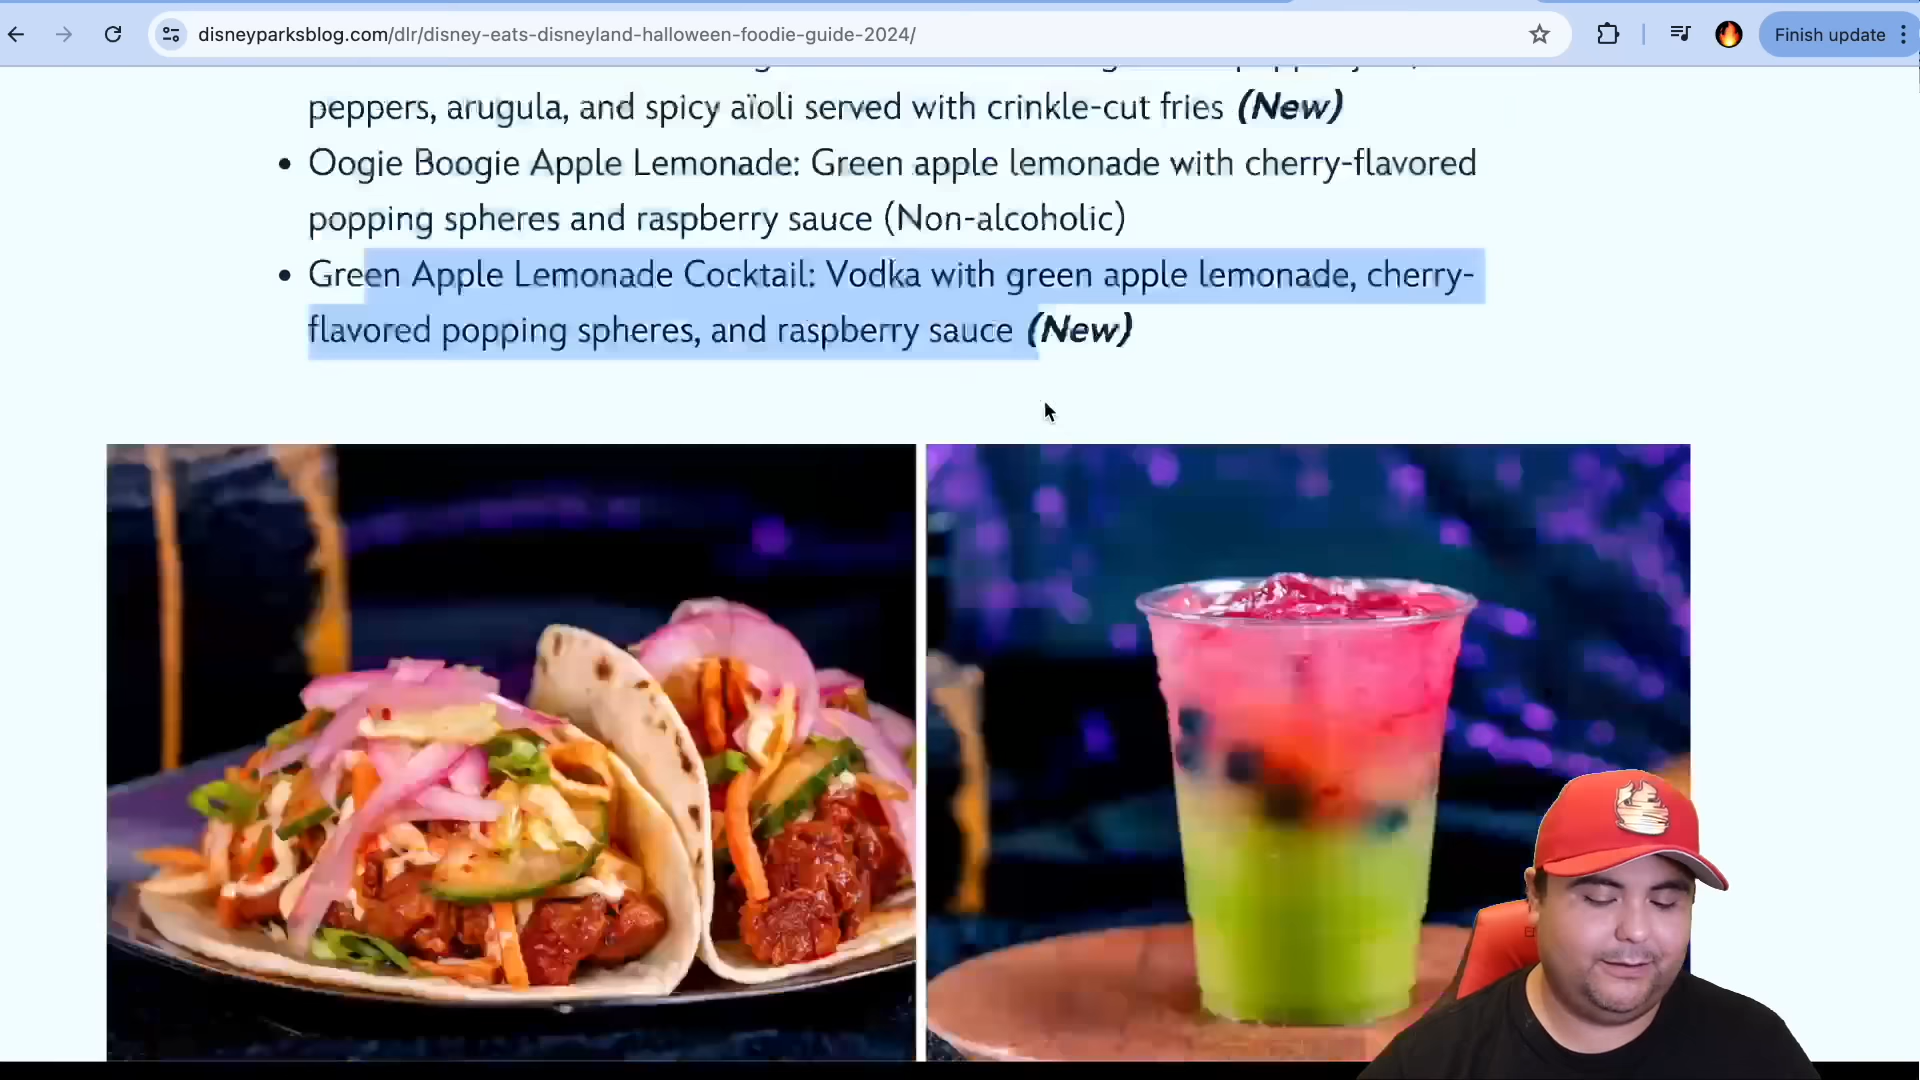 disneyparksblog.com/dlr/disney-eats-disneyland-halloween-foodie-guide-2024/
Finish update
peppers, arugula, and spicy aïoli served with crinkle-cut fries (New)
Oogie Boogie Apple Lemonade: Green apple lemonade with cherry-flavored
popping spheres and raspberry sauce (Non-alcoholic)
Green Apple Lemonade Cocktail: Vodka with green apple lemonade, cherry-
flavored popping spheres, and raspberry sauce (New)